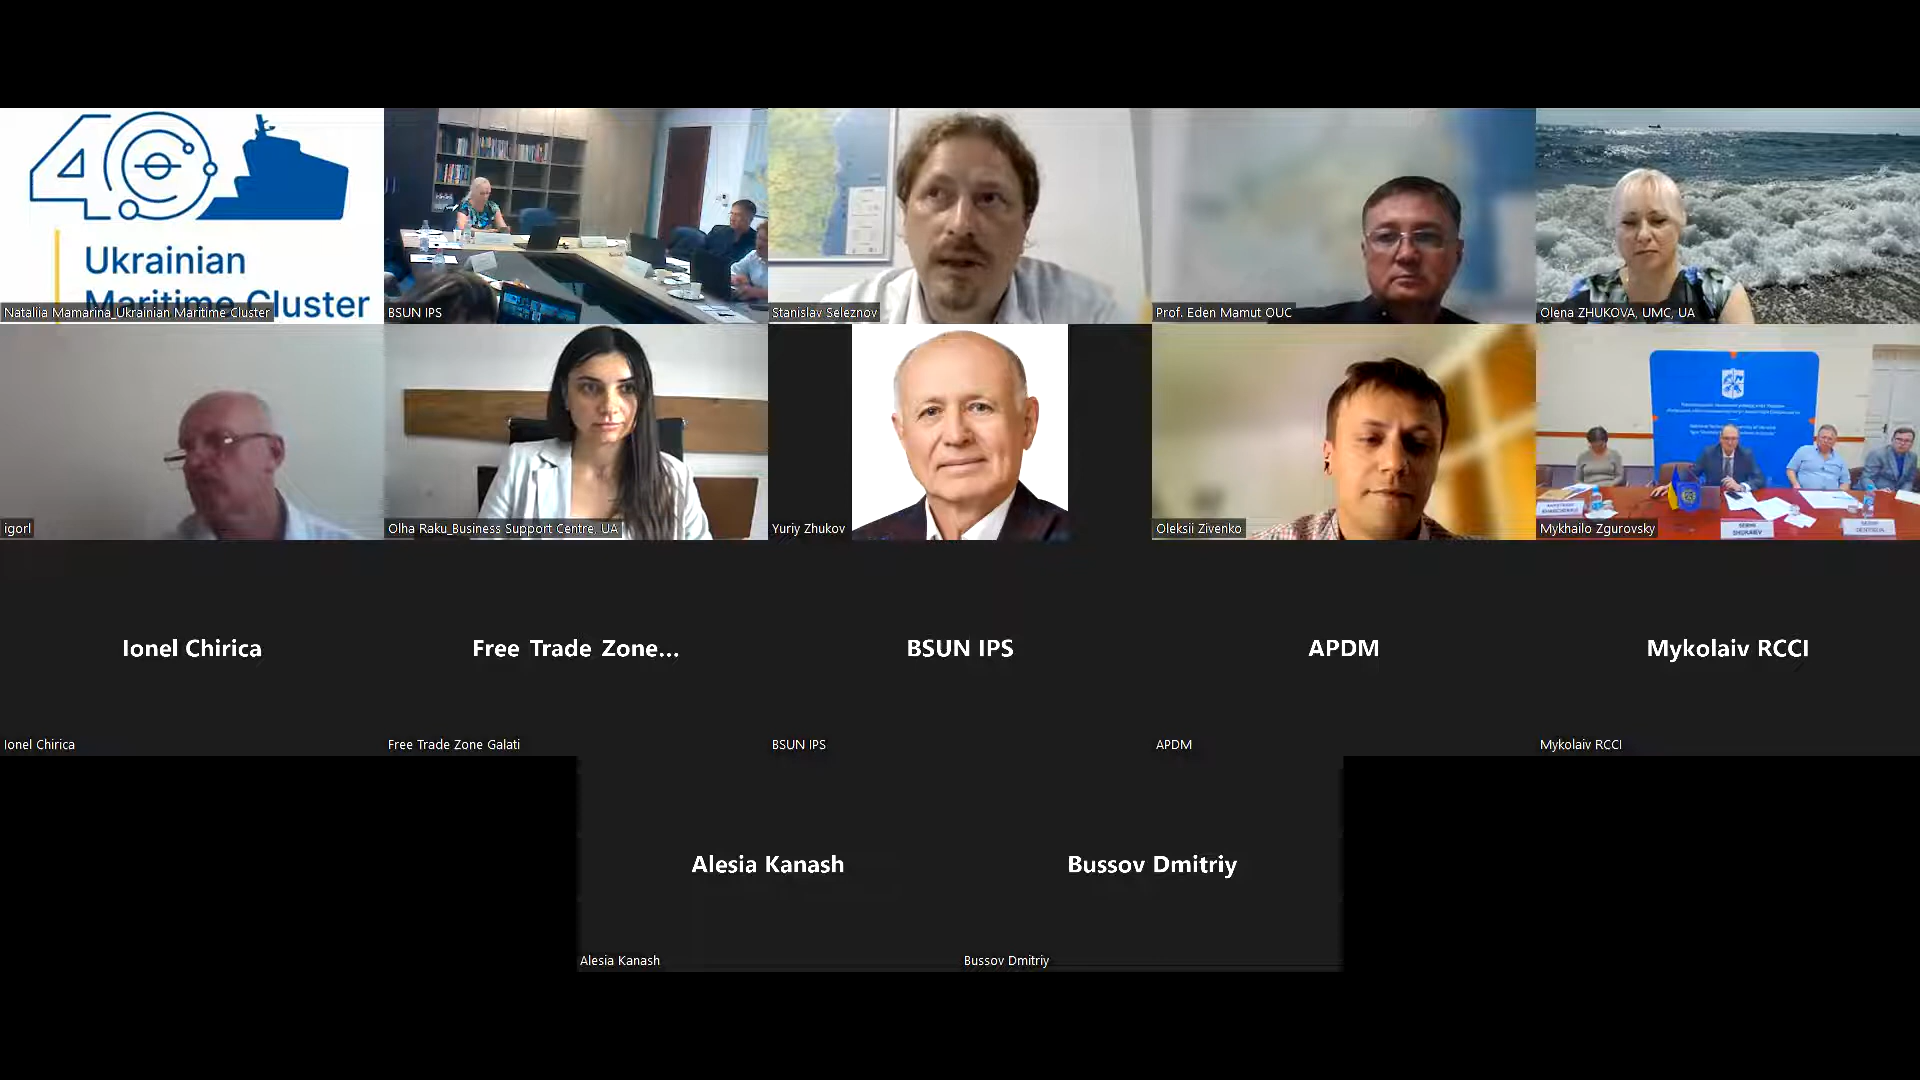 40
Ukrainian
Maritime Cluster
Nataliia Mamarina_Ukrainian Maritime Cluster
BSUN IPS
Stanislav Seleznov
Prof. Eden Mamut OUC
Olena ZHUKOVA, UMC, UA
igorl
Olha Raku_Business Support Centre, UA
Yuriy Zhukov
Oleksii Zivenko
Mykhailo Zgurovsky
Ionel Chirica
Free Trade Zone...
BSUN IPS
APDM
Mykolaiv RCCI
Ionel Chirica
Free Trade Zone Galati
BSUN IPS
APDM
Mykolaiv RCCI
Alesia Kanash
Bussov Dmitriy
Alesia Kanash
Bussov Dmitriy